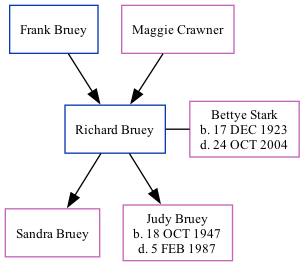 Frank Bruey
Maggie Crawner
Richard Bruey
Bettye Stark
b. 17 DEC 1923
d. 24 OCT 2004
Sandra Bruey
Judy Bruey
b. 18 OCT 1947
d. 5 FEB 1987